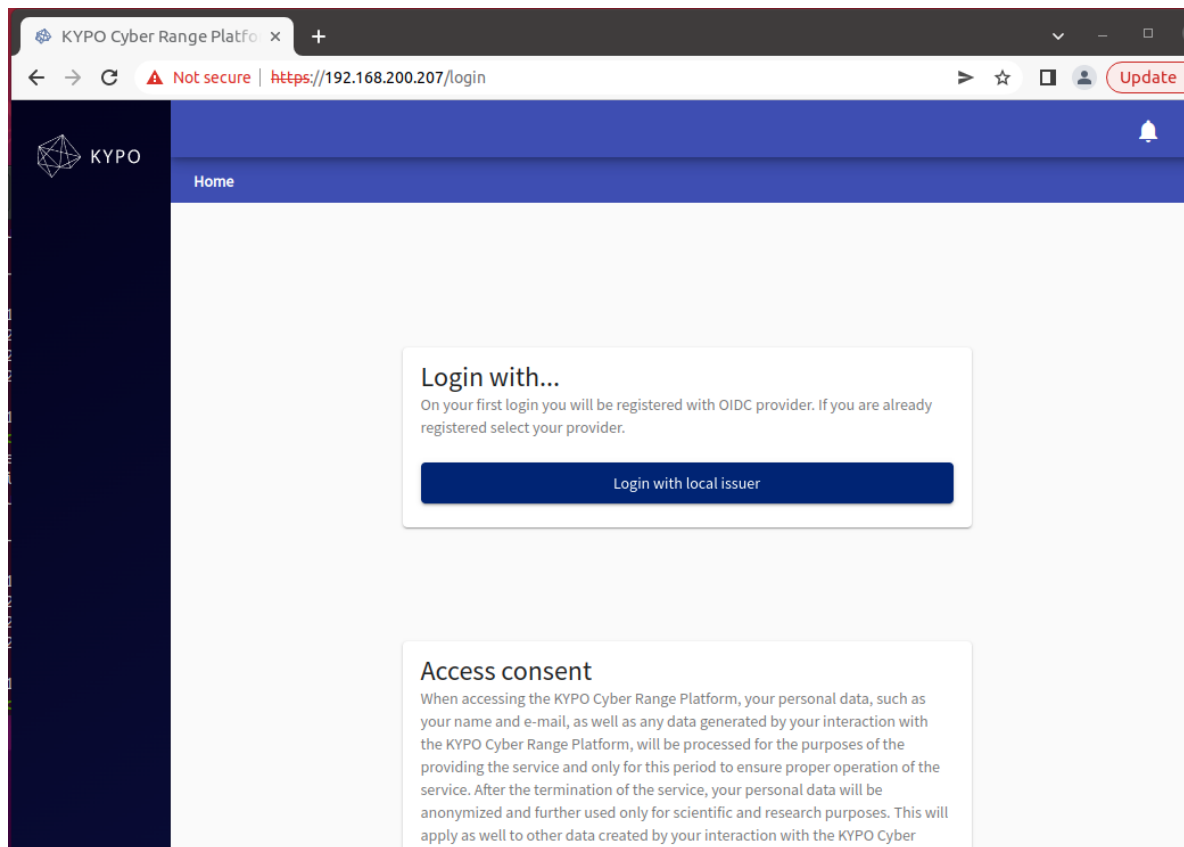 KYPO Cyber Range Platfo
Not secure https://192.168.200.207/login
Update
KYPO
Home
Login with...
On your first login you will be registered with OIDC provider. If you are already
registered select your provider.
Login with local issuer
Access consent
When accessing the KYPO Cyber Range Platform, your personal data, such as
your name and e-mail, as well as any data generated by your interaction with
the KYPO Cyber Range Platform, will be processed for the purposes of the
providing the service and only for this period to ensure proper operation of the
service. After the termination of the service, your personal data will be
anonymized and further used only for scientific and research purposes. This will
apply as well to other data created by your interaction with the KYPO Cyber